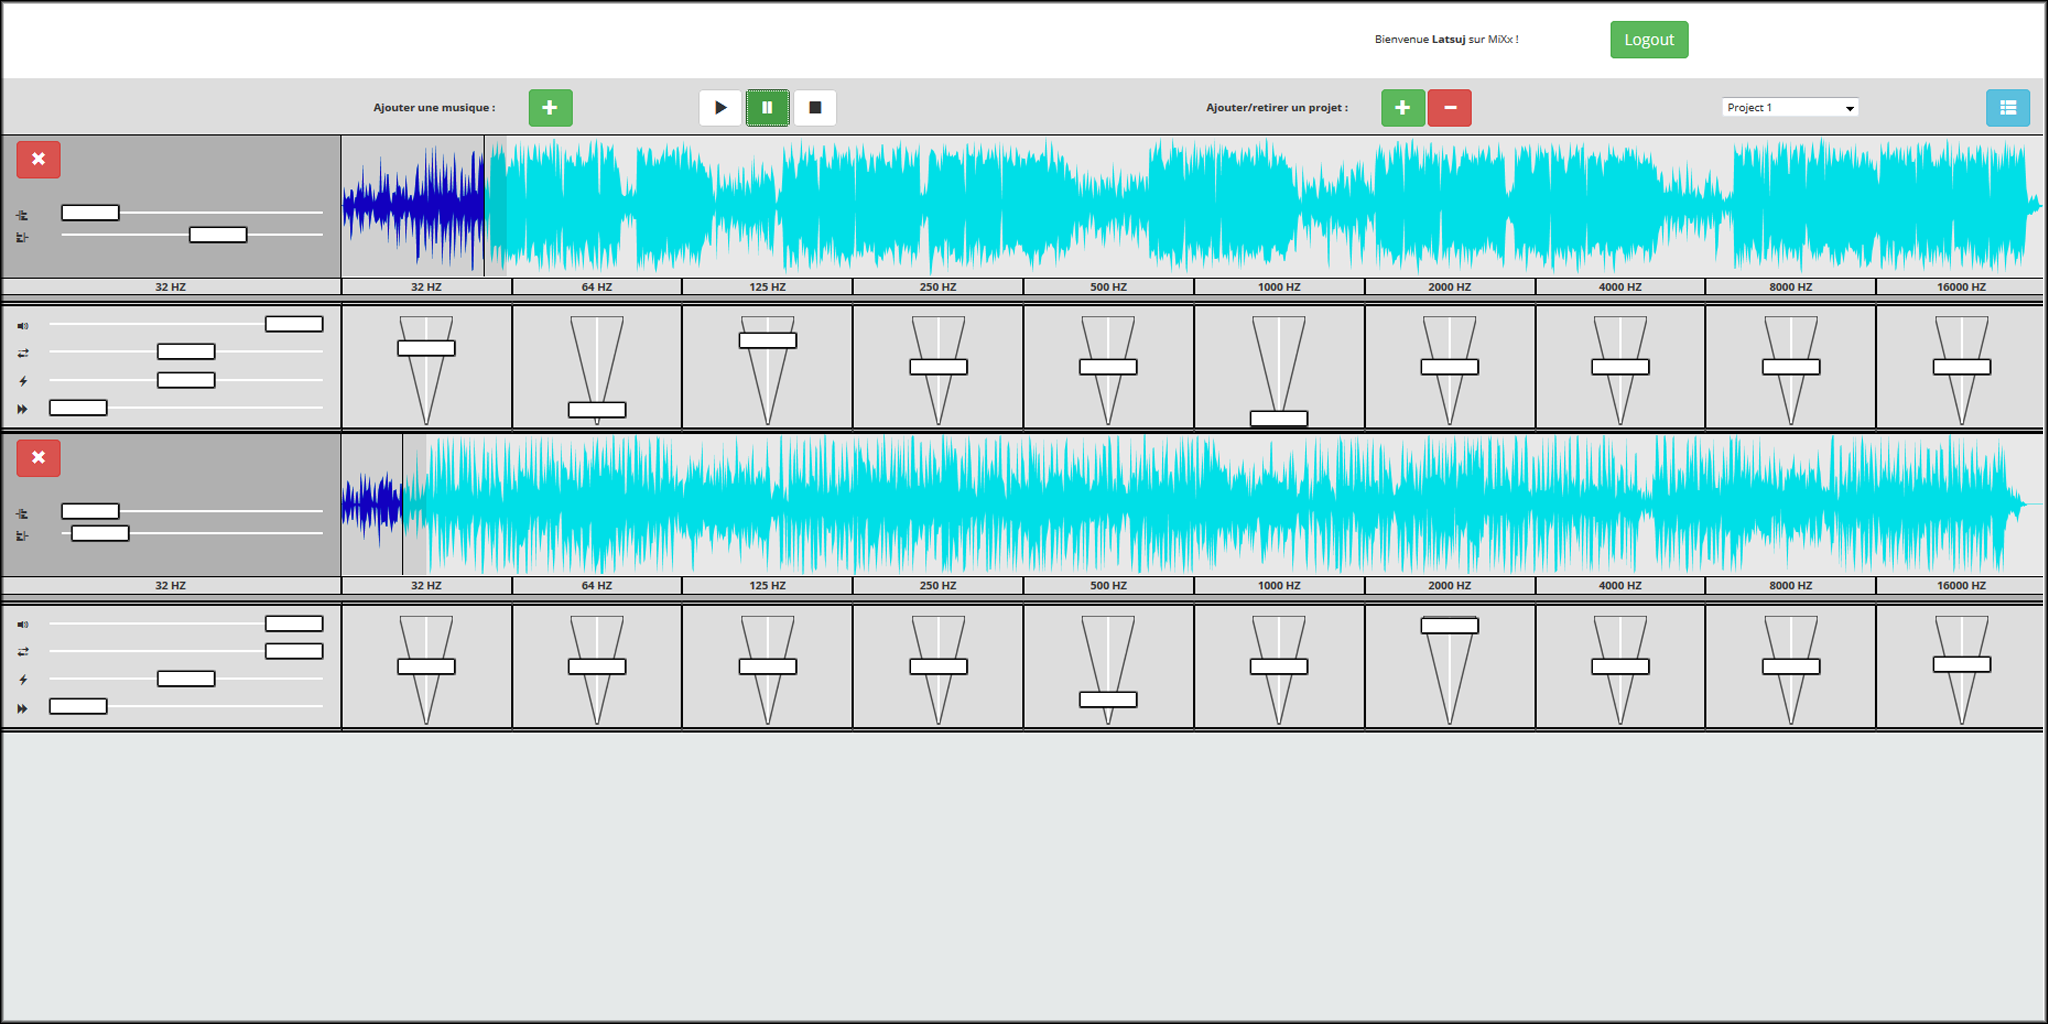 Bienvenue Latsuj sur MiXx !
Logout
Ajouter une musique :
Ajouter/retirer un projet :
Project 1
32 HZ 32 HZ 64 HZ 125 HZ 250 HZ 500 HZ 1000 HZ 2000 HZ 4000 HZ 8000 HZ 16000 HZ
32 HZ 32 HZ 64 HZ 125 HZ 250 HZ 500 HZ 1000 HZ 2000 HZ 4000 HZ 8000 HZ 16000 HZ